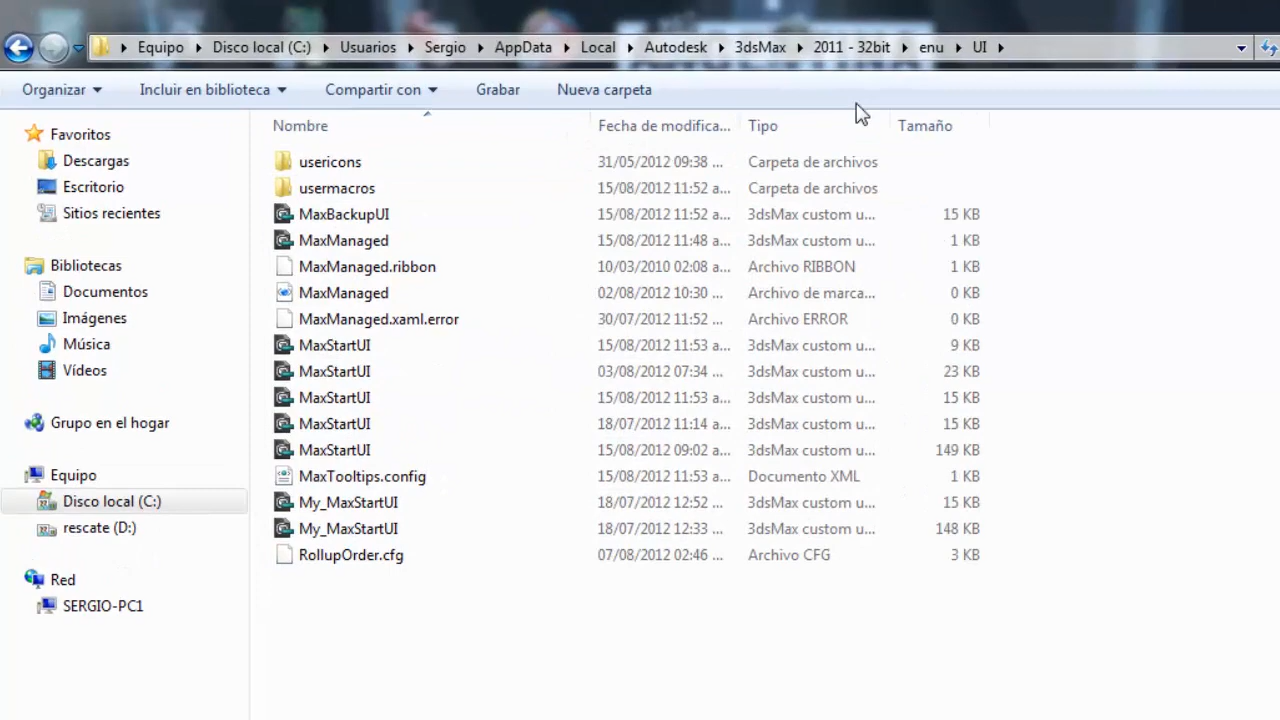 Equipo Disco local (C:) Usuarios Sergio AppData Local Autodesk 3dsMax 2011 - 32bit enu UI
Organizar Incluir en biblioteca Compartir con Grabar Nueva carpeta
Nombre Fecha de modifica... Tipo Tamaño
Favoritos
Descargas
Escritorio
Sitios recientes
Bibliotecas
Documentos
Imágenes
Música
Vídeos
Grupo en el hogar
Equipo
Disco local (C:)
rescate (D:)
Red
SERGIO-PC1
usericons 31/05/2012 09:38 ... Carpeta de archivos
usermacros 15/08/2012 11:52 a... Carpeta de archivos
MaxBackupUI 15/08/2012 11:52 a... 3dsMax custom u... 15 KB
MaxManaged 15/08/2012 11:48 a... 3dsMax custom u... 1 KB
MaxManaged.ribbon 10/03/2010 02:08 a... Archivo RIBBON 1 KB
MaxManaged 02/08/2012 10:30 ... Archivo de marca... 0 KB
MaxManaged.xaml.error 30/07/2012 11:52 ... Archivo ERROR 0 KB
MaxStartUI 15/08/2012 11:53 a... 3dsMax custom u... 9 KB
MaxStartUI 03/08/2012 07:34 ... 3dsMax custom u... 23 KB
MaxStartUI 15/08/2012 11:53 a... 3dsMax custom u... 15 KB
MaxStartUI 18/07/2012 11:14 a... 3dsMax custom u... 15 KB
MaxStartUI 15/08/2012 09:02 a... 3dsMax custom u... 149 KB
MaxTooltips.config 15/08/2012 11:53 a... Documento XML 1 KB
My_MaxStartUI 18/07/2012 12:52 ... 3dsMax custom u... 15 KB
My_MaxStartUI 18/07/2012 12:33 ... 3dsMax custom u... 148 KB
RollupOrder.cfg 07/08/2012 02:46 ... Archivo CFG 3 KB